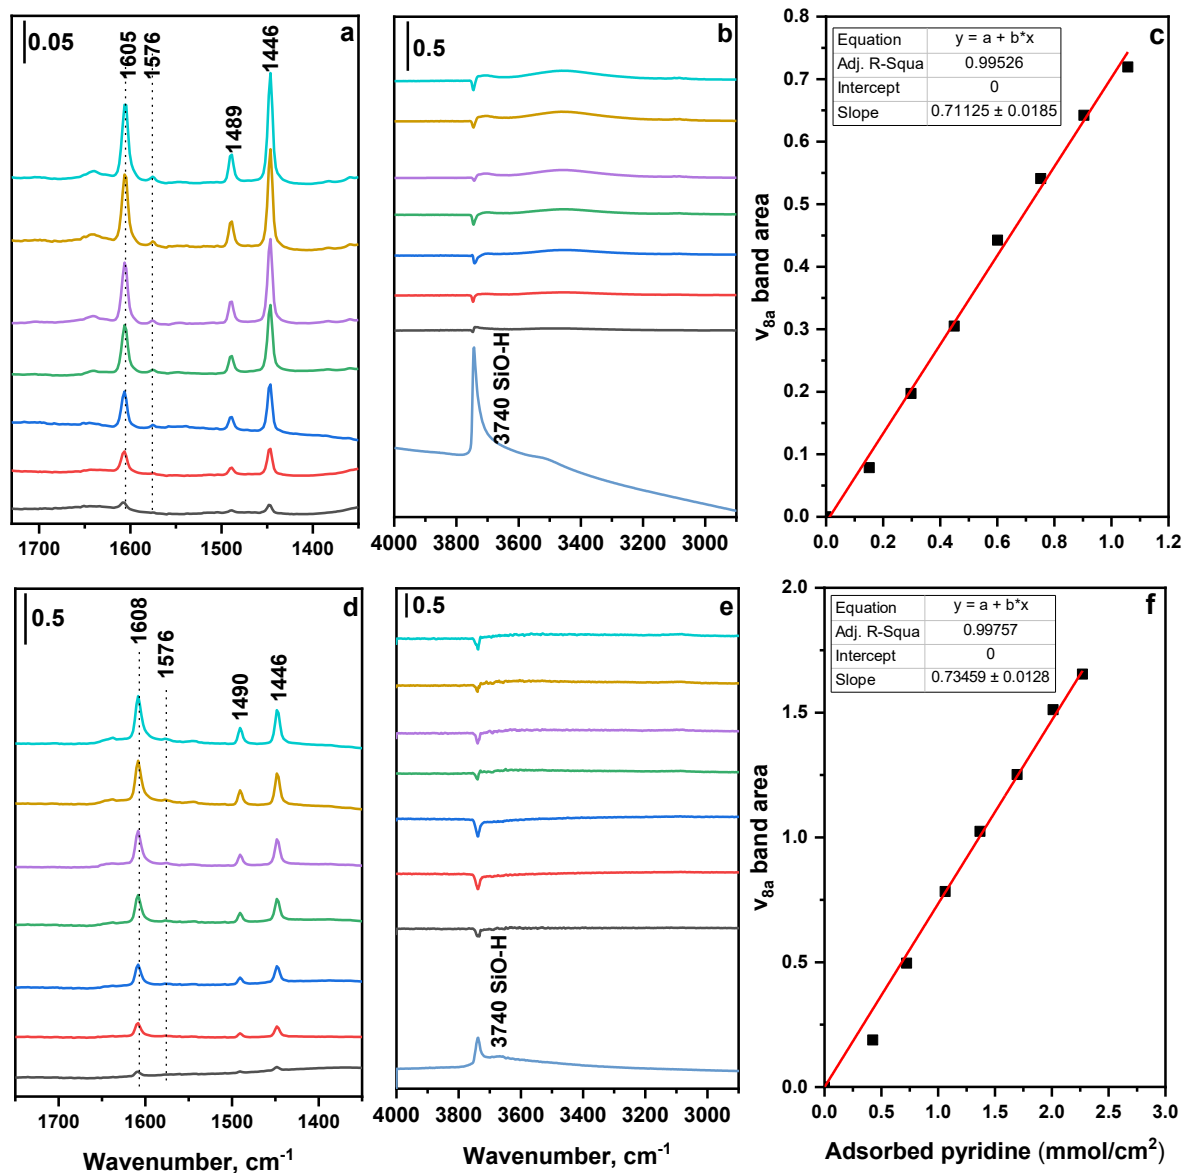 0.05
a
1605
1576
1446
1489
1700 1600 1500 1400
0.5
b
3740 SiO-H
4000 3800 3600 3400 3200 3000
c
Equation y = a + b*x
Adj. R-Squa 0.99526
Intercept 0
Slope 0.71125 ± 0.0185
ν8a band area
0.8
0.7
0.6
0.5
0.4
0.3
0.2
0.1
0.0
0.0 0.2 0.4 0.6 0.8 1.0 1.2
0.5
d
1608
1576
1490
1446
1700 1600 1500 1400
Wavenumber, cm-1
0.5
e
3740 SiO-H
4000 3800 3600 3400 3200 3000
Wavenumber, cm-1
f
Equation y = a + b*x
Adj. R-Squa 0.99757
Intercept 0
Slope 0.73459 ± 0.0128
ν8a band area
2.0
1.5
1.0
0.5
0.0
0.0 0.5 1.0 1.5 2.0 2.5 3.0
Adsorbed pyridine (mmol/cm2)